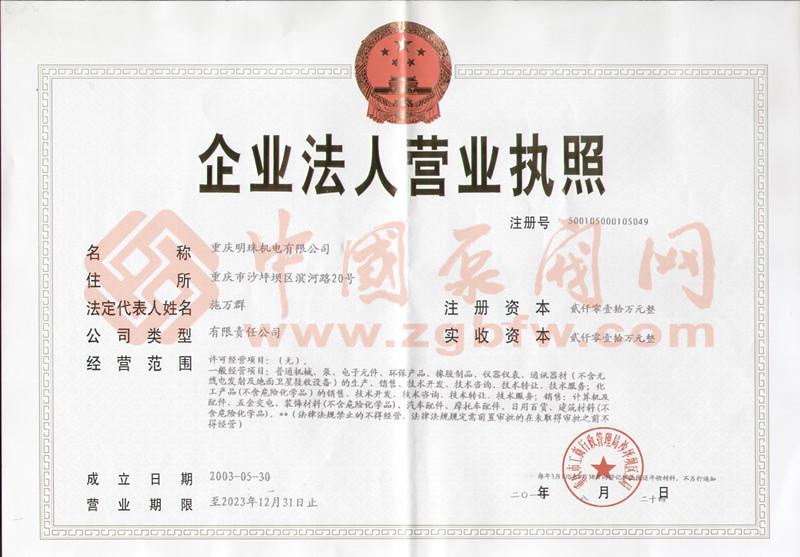 企业法人营业执照
注册号 500105000105049
名称 重庆明珠机电有限公司
住所 重庆市沙坪坝区滨河路20号
法定代表人姓名 施万群
注册资本 贰仟零壹拾万元整
公司类型 有限责任公司
实收资本 贰仟零壹拾万元整
经营范围 许可经营项目：（无）。
一般经营项目：普通机械、泵、电子元件、环保产品、橡胶制品、仪器仪表、通讯器材（不含无
线电发射及地面卫星接收设备）的生产、销售、技术开发、技术咨询、技术转让、技术服务；化
工产品(不含危险化学品）的销售、技术开发、技术咨询、技术转让、技术服务；销售：计算机及
配件、五金交电、装饰材料(不含危险化学品)、汽车配件、摩托车配件、日用百货、建筑材料(不
含危险化学品)。**（法律法规禁止的不得经营，法律法规规定需前置审批的在未取得审批之前不
得经营）
成立日期 2003-05-30
营业期限 至2023年12月31日止
年 八月 二十四日
中国泵阀网
www.zgbfw.com